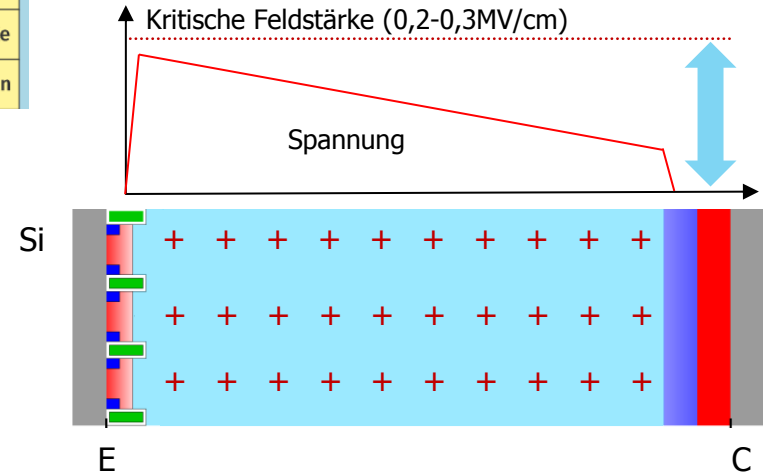 e
n
Kritische Feldstärke (0,2-0,3MV/cm)
Spannung
Si
+ + + + + + + + + +
+ + + + + + + + + +
+ + + + + + + + + +
E
C